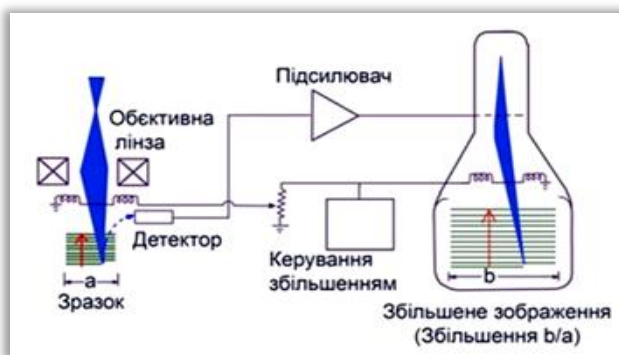 Підсилювач
Обєктивна
лінза
Детектор
a
Зразок
Керування
збільшенням
b
Збільшене зображення
(Збільшення b/a)